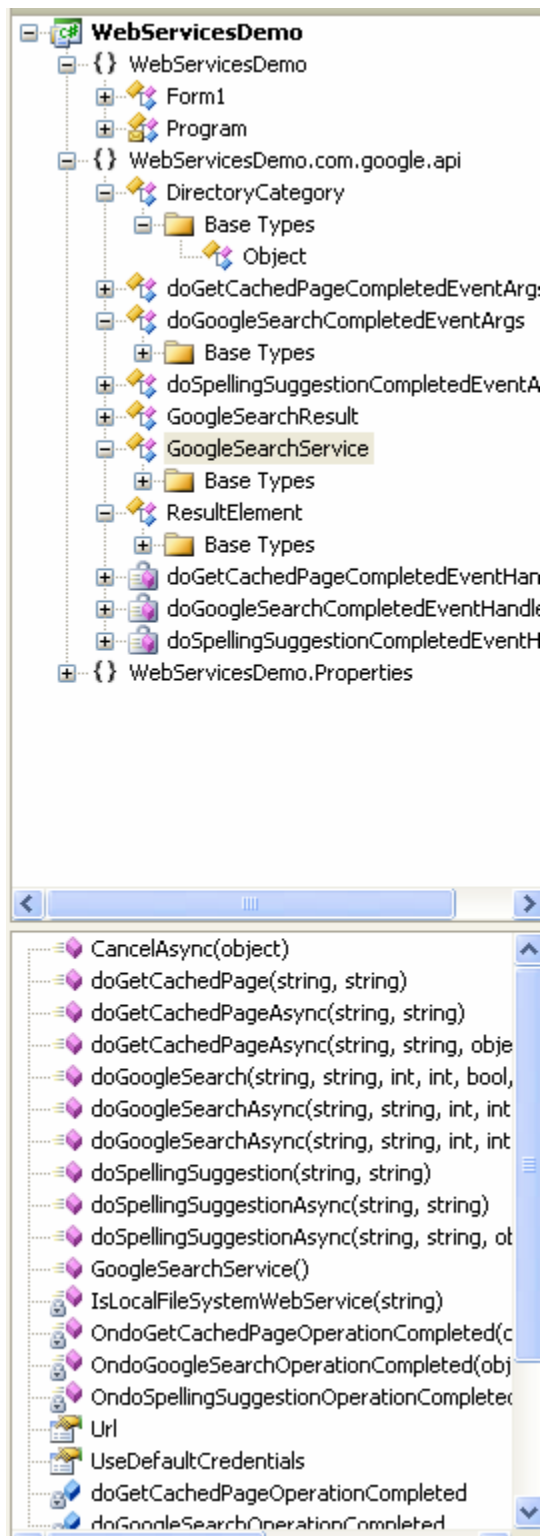 WebServicesDemo
{} WebServicesDemo
Form1
Program
{} WebServicesDemo.com.google.api
DirectoryCategory
Base Types
Object
doGetCachedPageCompletedEventArgs
doGoogleSearchCompletedEventArgs
Base Types
doSpellingSuggestionCompletedEventA
GoogleSearchResult
GoogleSearchService
Base Types
ResultElement
Base Types
doGetCachedPageCompletedEventHan
doGoogleSearchCompletedEventHandle
doSpellingSuggestionCompletedEventH
{} WebServicesDemo.Properties
CancelAsync(object)
doGetCachedPage(string, string)
doGetCachedPageAsync(string, string)
doGetCachedPageAsync(string, string, obje
doGoogleSearch(string, string, int, int, bool,
doGoogleSearchAsync(string, string, int, int
doGoogleSearchAsync(string, string, int, int
doSpellingSuggestion(string, string)
doSpellingSuggestionAsync(string, string)
doSpellingSuggestionAsync(string, string, ob
GoogleSearchService()
IsLocalFileSystemWebService(string)
OndoGetCachedPageOperationCompleted(o
OndoGoogleSearchOperationCompleted(obj
OndoSpellingSuggestionOperationCompleted
Url
UseDefaultCredentials
doGetCachedPageOperationCompleted
doGoogleSearchOperationCompleted